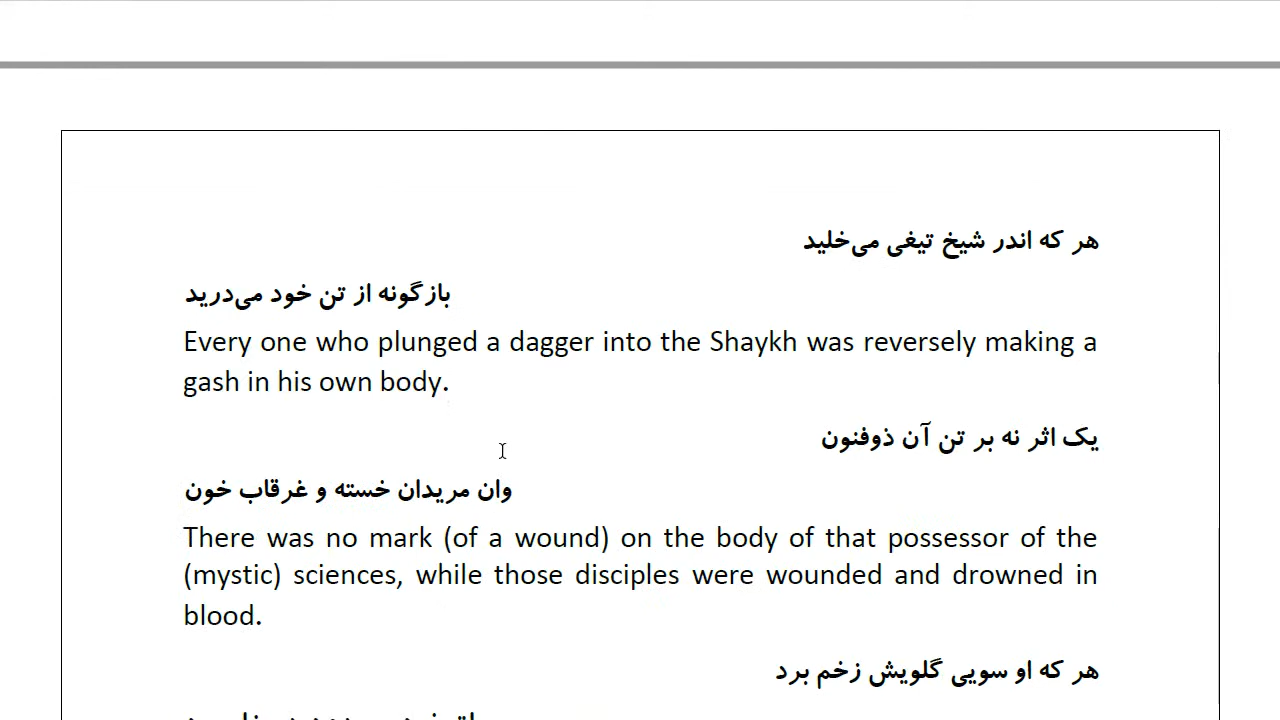 هر که اندر شیخ تیغی می‌خلید
بازگونه از تن خود می‌درید
Every one who plunged a dagger into the Shaykh was reversely making a
gash in his own body.
یک اثر نه بر تن آن ذوفنون
وان مریدان خسته و غرقاب خون
There was no mark (of a wound) on the body of that possessor of the
(mystic) sciences, while those disciples were wounded and drowned in
blood.
هر که او سویی گلویش زخم برد